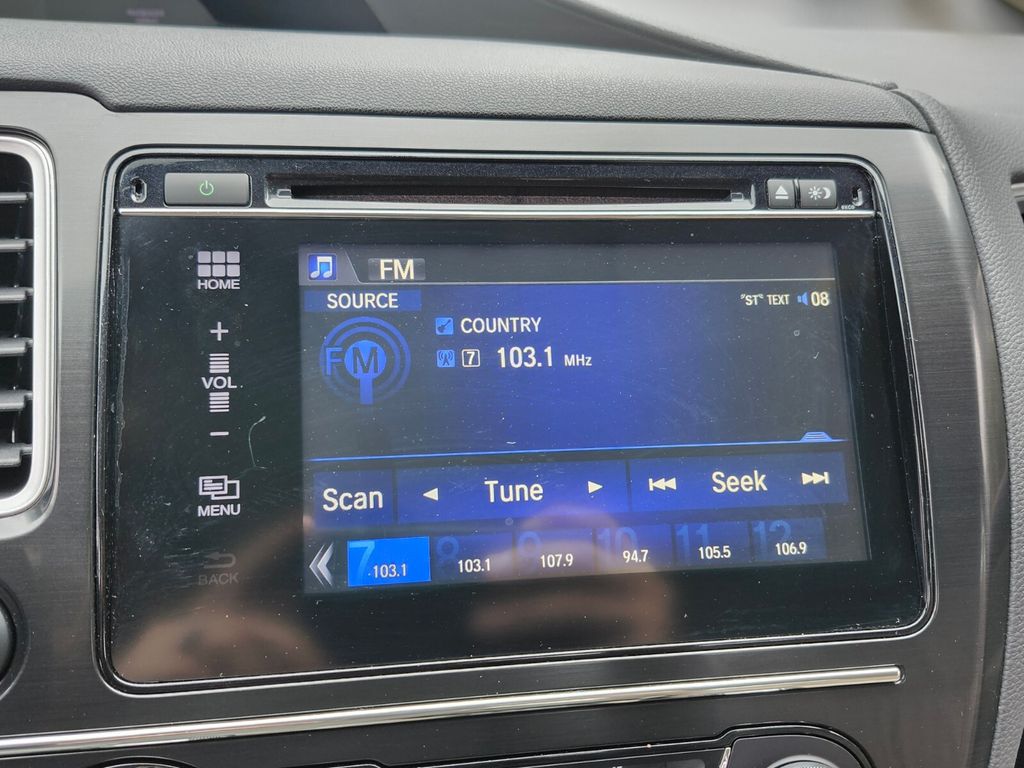 HOME
+
VOL
−
MENU
BACK
FM
SOURCE
"ST" TEXT 08
FM
COUNTRY
7 103.1 MHz
Scan Tune Seek
7 8 9 10 11 12
103.1 103.1 107.9 94.7 105.5 106.9